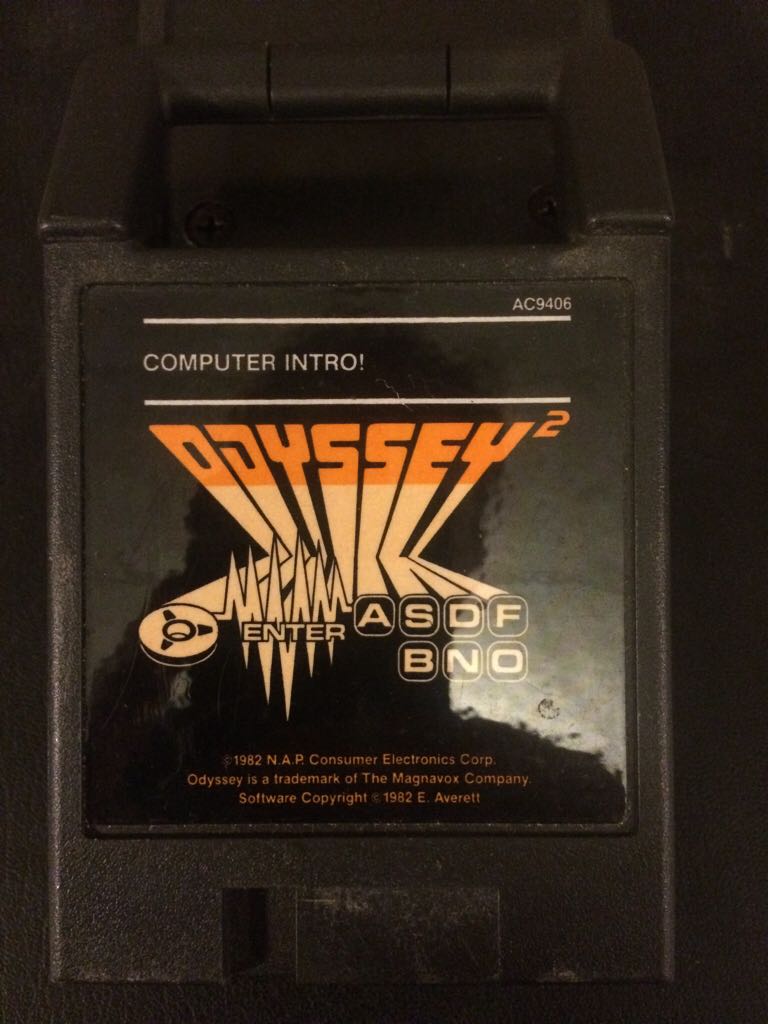 AC9406
COMPUTER INTRO!
ODYSSEY²
ENTER
ASDF
BNO
©1982 N.A.P. Consumer Electronics Corp.
Odyssey is a trademark of The Magnavox Company.
Software Copyright ©1982 E. Averett